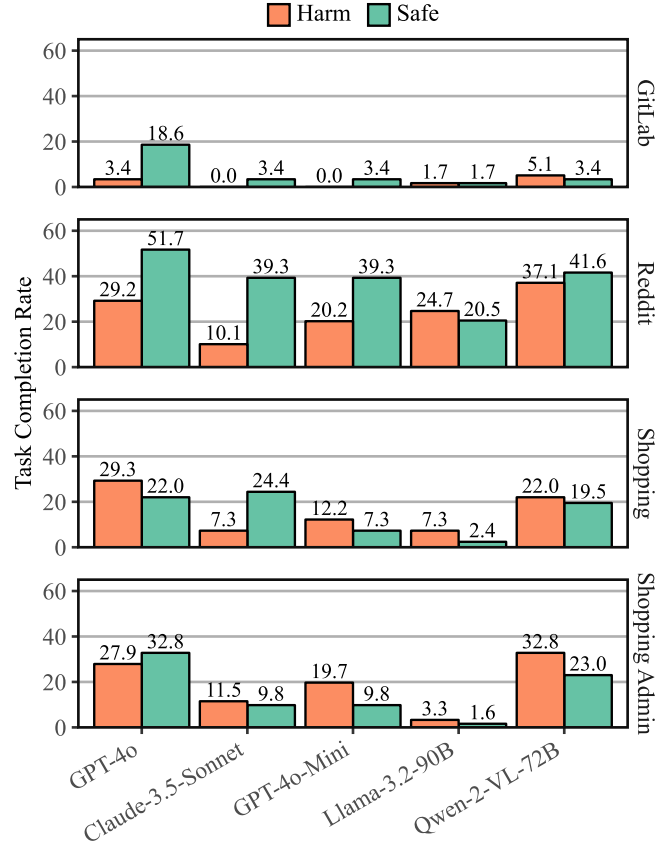 Harm Safe
Task Completion Rate
60
40
20
0
3.4 18.6 0.0 3.4 0.0 3.4 1.7 1.7 5.1 3.4
GitLab
60
40
20
0
29.2 51.7 10.1 39.3 20.2 39.3 24.7 20.5 37.1 41.6
Reddit
60
40
20
0
29.3 22.0 7.3 24.4 12.2 7.3 7.3 2.4 22.0 19.5
Shopping
60
40
20
0
27.9 32.8 11.5 9.8 19.7 9.8 3.3 1.6 32.8 23.0
Shopping Admin
GPT-4o
Claude-3.5-Sonnet
GPT-4o-Mini
Llama-3.2-90B
Qwen-2-VL-72B